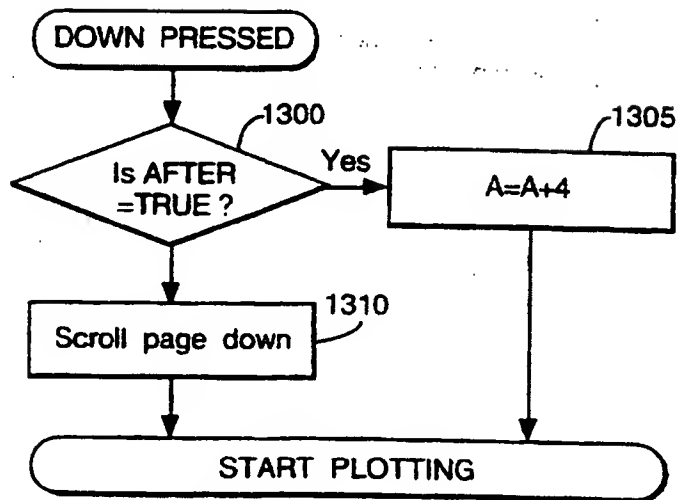 DOWN PRESSED
1300
1305
Is AFTER
=TRUE ?
Yes
A=A+4
1310
Scroll page down
START PLOTTING